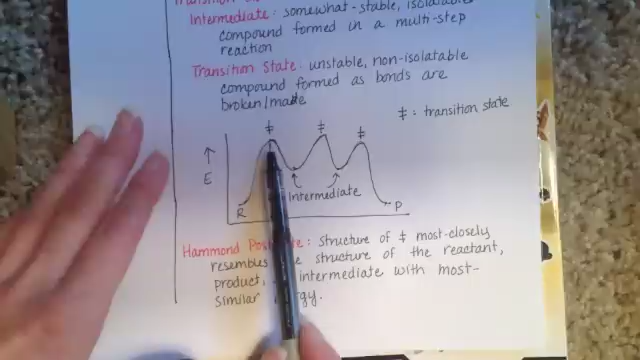 Intermediate: somewhat-stable, isolatable
compound formed in a multi-step
reaction
Transition State: unstable, non-isolatable
compound formed as bonds are
broken/made
‡ = transition state
‡ ‡ ‡
↑
E
Intermediate
R P
Hammond : structure of ‡ most-closely
resembles structure of the reactant,
product, intermediate with most-
similar